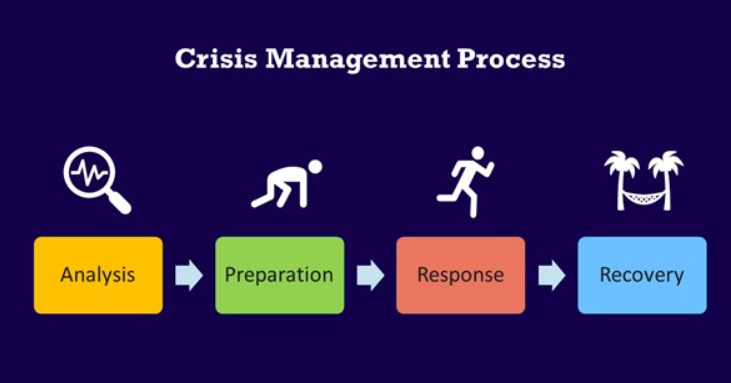 Crisis Management Process
Analysis
Preparation
Response
Recovery